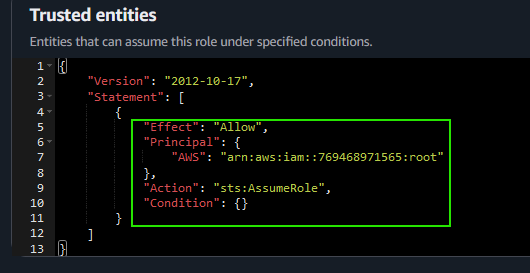 Trusted entities
Entities that can assume this role under specified conditions.
1 {
2 "Version": "2012-10-17",
3 "Statement": [
4 {
5 "Effect": "Allow",
6 "Principal": {
7 "AWS": "arn:aws:iam::769468971565:root"
8 },
9 "Action": "sts:AssumeRole",
10 "Condition": {}
11 }
12 ]
13 }